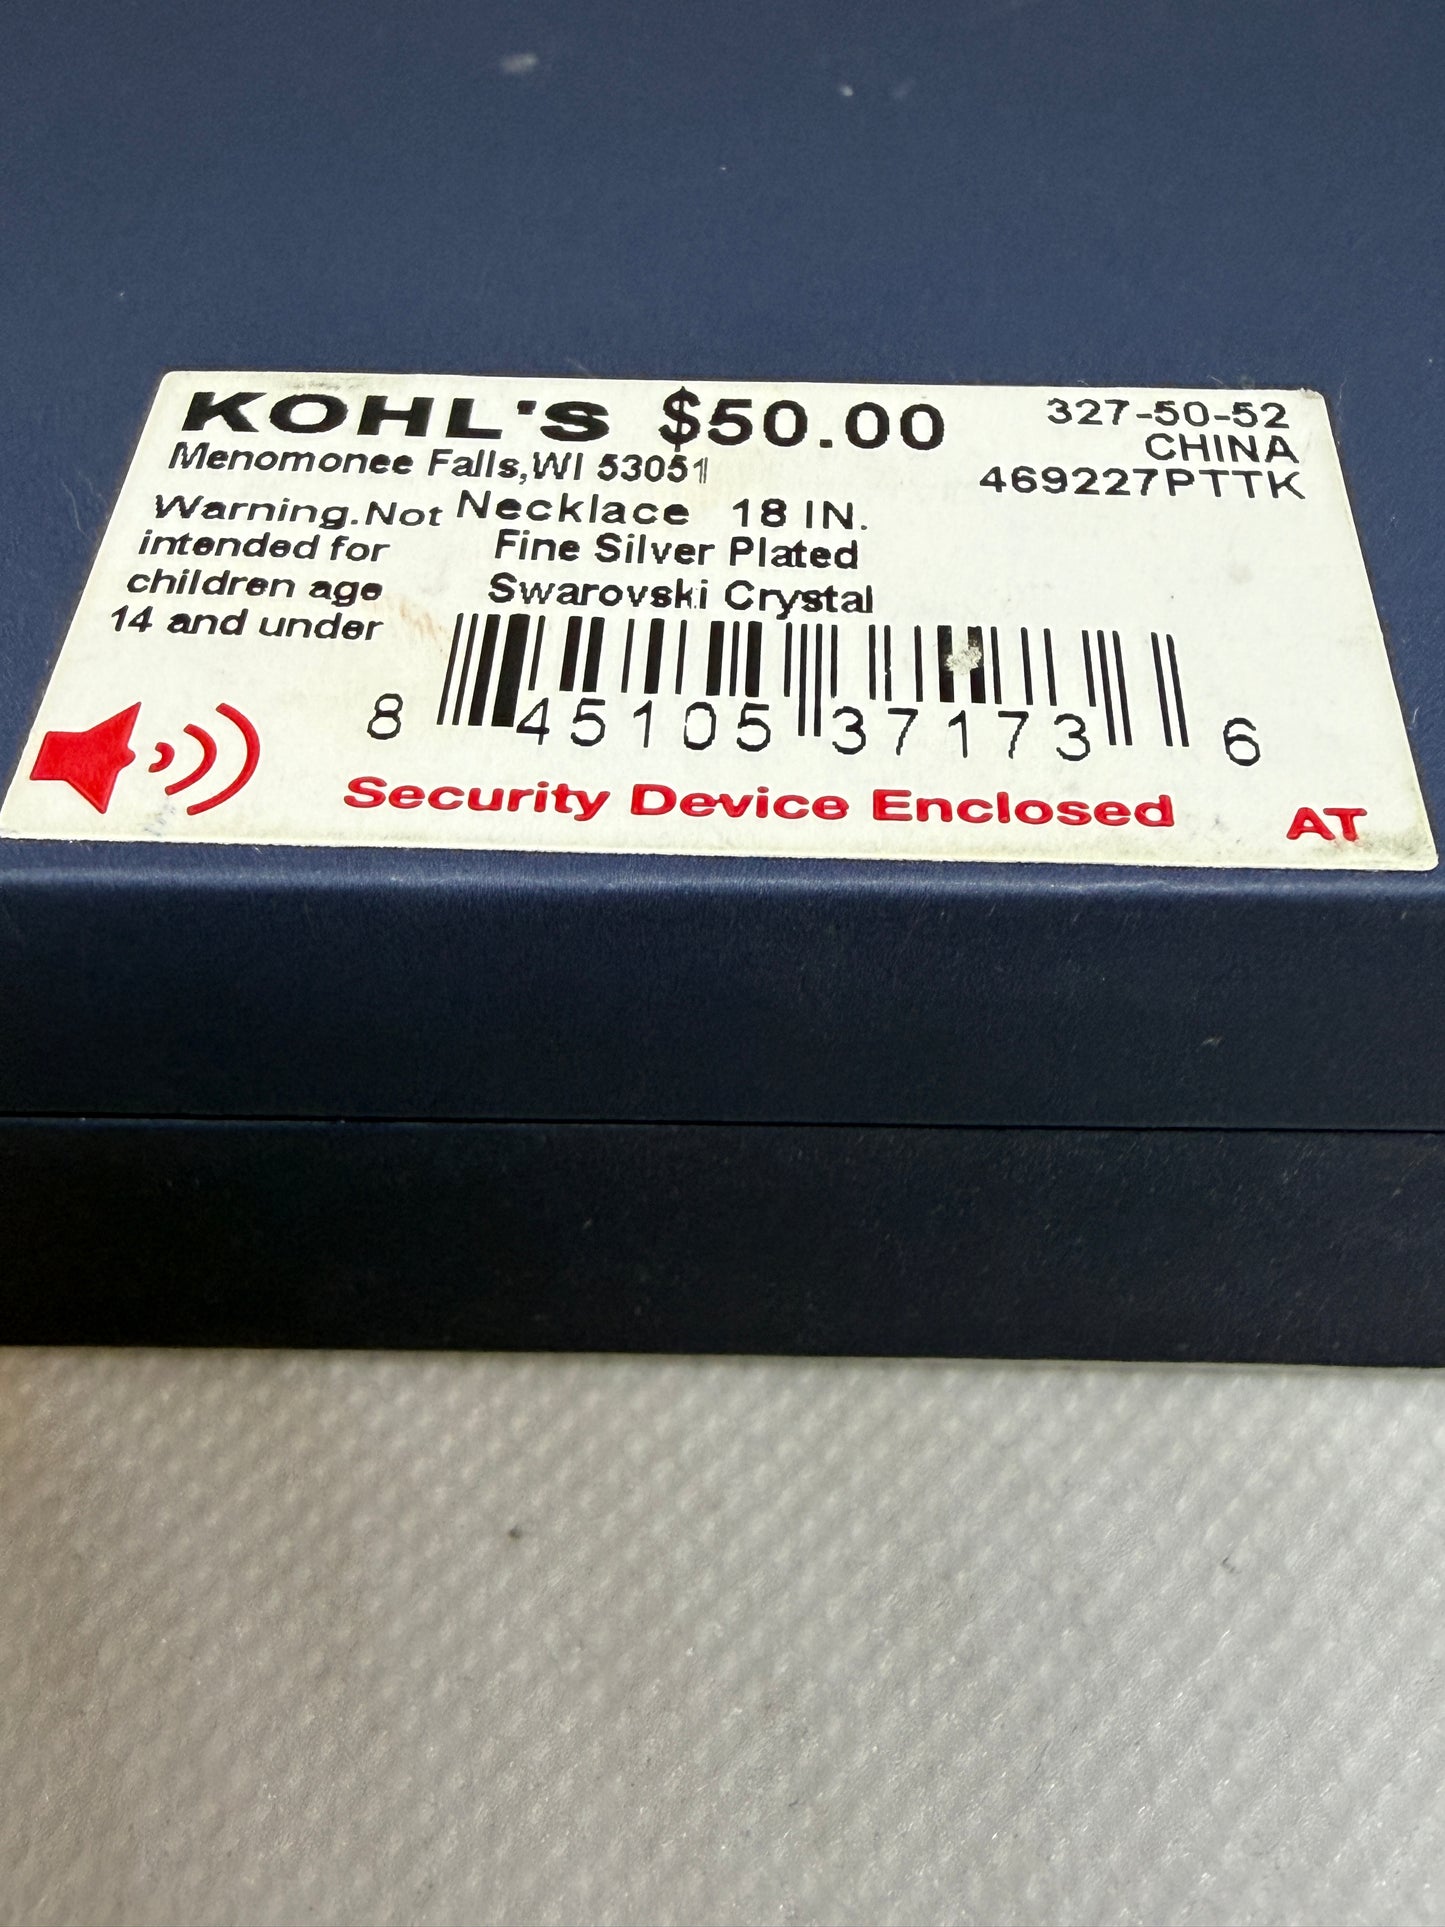 KOHL'S $50.00
327-50-52
Menomonee Falls,WI 53051
CHINA
469227PTTK
Warning.Not
intended for
children age
14 and under
Necklace 18 IN.
Fine Silver Plated
Swarovski Crystal
8 45105 37173 6
Security Device Enclosed
AT